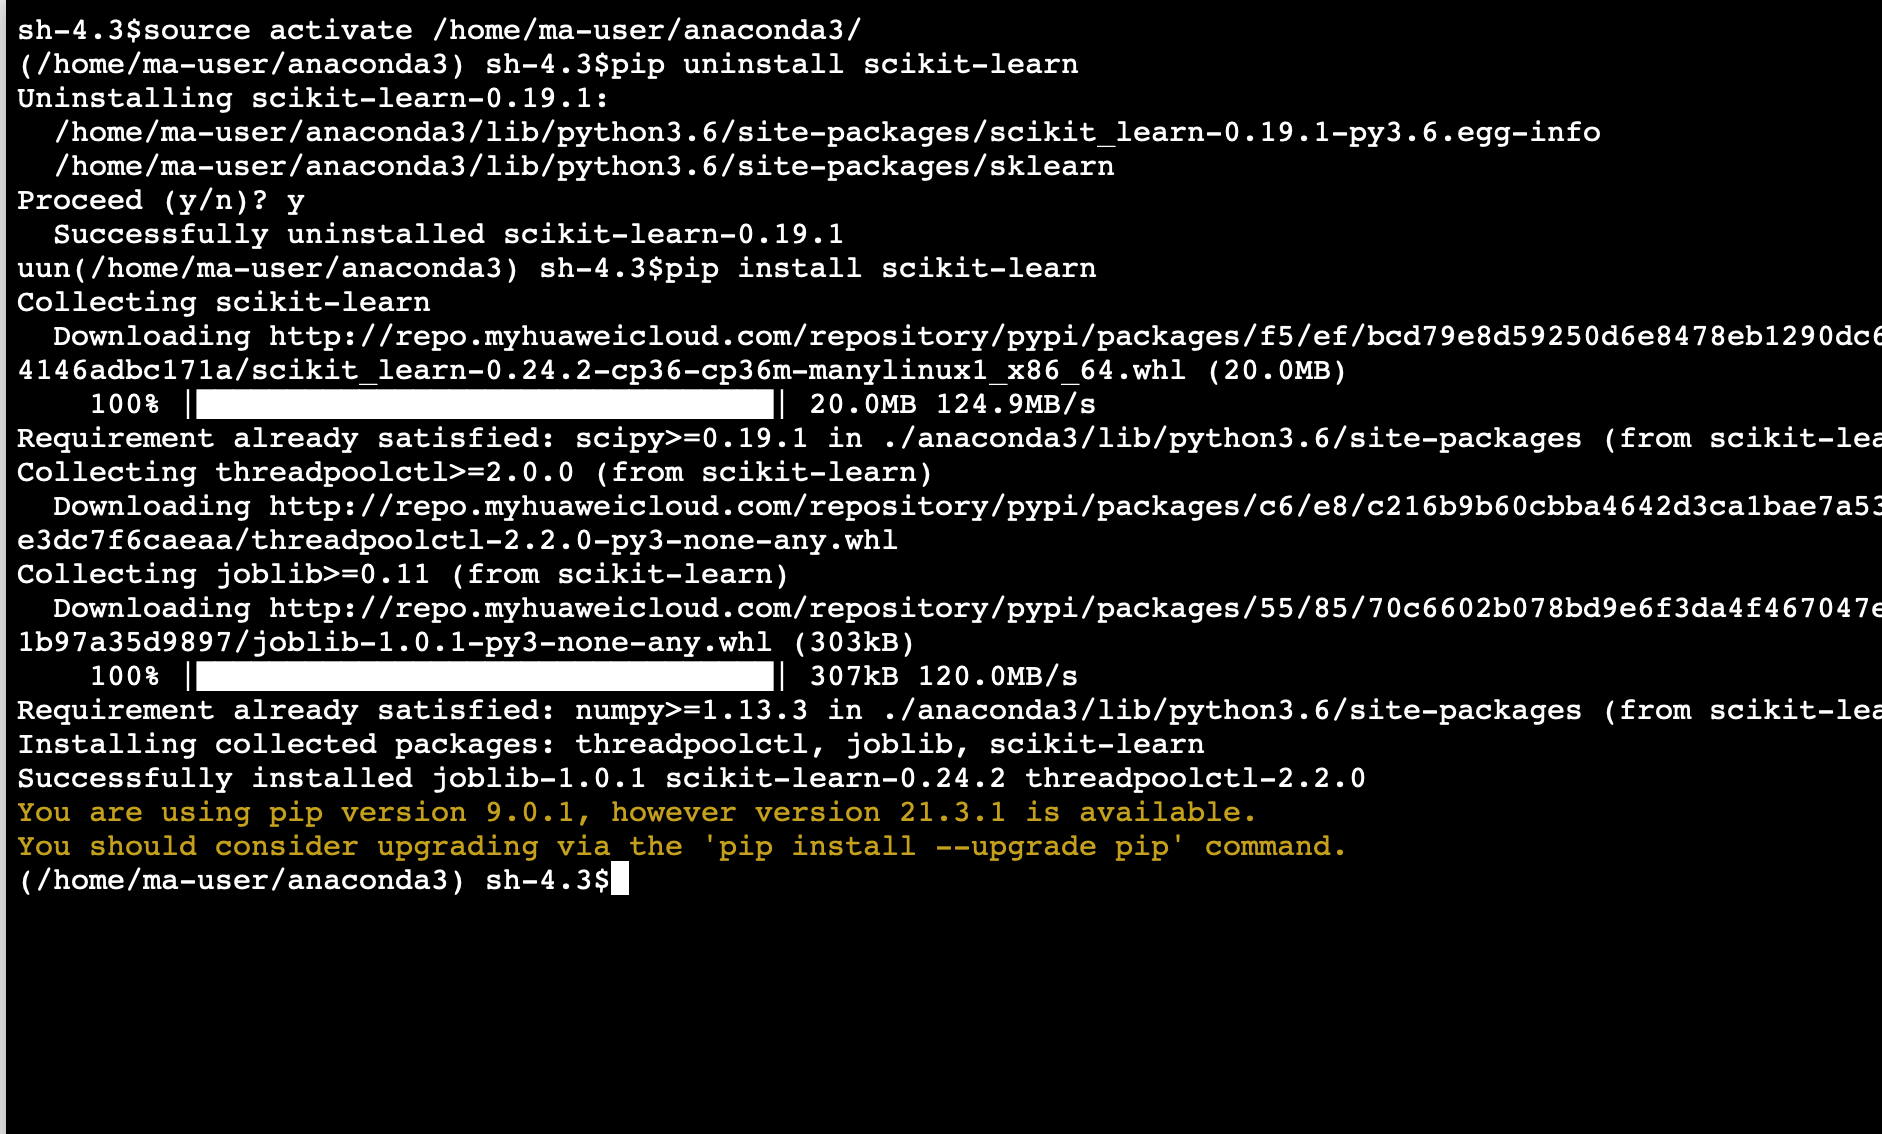 sh-4.3$source activate /home/ma-user/anaconda3/
(/home/ma-user/anaconda3) sh-4.3$pip uninstall scikit-learn
Uninstalling scikit-learn-0.19.1:
  /home/ma-user/anaconda3/lib/python3.6/site-packages/scikit_learn-0.19.1-py3.6.egg-info
  /home/ma-user/anaconda3/lib/python3.6/site-packages/sklearn
Proceed (y/n)? y
  Successfully uninstalled scikit-learn-0.19.1
uun(/home/ma-user/anaconda3) sh-4.3$pip install scikit-learn
Collecting scikit-learn
  Downloading http://repo.myhuaweicloud.com/repository/pypi/packages/f5/ef/bcd79e8d59250d6e8478eb1290dc6
4146adbc171a/scikit_learn-0.24.2-cp36-cp36m-manylinux1_x86_64.whl (20.0MB)
    100% |████████████████████████████████| 20.0MB 124.9MB/s
Requirement already satisfied: scipy>=0.19.1 in ./anaconda3/lib/python3.6/site-packages (from scikit-lea
Collecting threadpoolctl>=2.0.0 (from scikit-learn)
  Downloading http://repo.myhuaweicloud.com/repository/pypi/packages/c6/e8/c216b9b60cbba4642d3ca1bae7a53
e3dc7f6caeaa/threadpoolctl-2.2.0-py3-none-any.whl
Collecting joblib>=0.11 (from scikit-learn)
  Downloading http://repo.myhuaweicloud.com/repository/pypi/packages/55/85/70c6602b078bd9e6f3da4f467047e
1b97a35d9897/joblib-1.0.1-py3-none-any.whl (303kB)
    100% |████████████████████████████████| 307kB 120.0MB/s
Requirement already satisfied: numpy>=1.13.3 in ./anaconda3/lib/python3.6/site-packages (from scikit-lea
Installing collected packages: threadpoolctl, joblib, scikit-learn
Successfully installed joblib-1.0.1 scikit-learn-0.24.2 threadpoolctl-2.2.0
You are using pip version 9.0.1, however version 21.3.1 is available.
You should consider upgrading via the 'pip install --upgrade pip' command.
(/home/ma-user/anaconda3) sh-4.3$